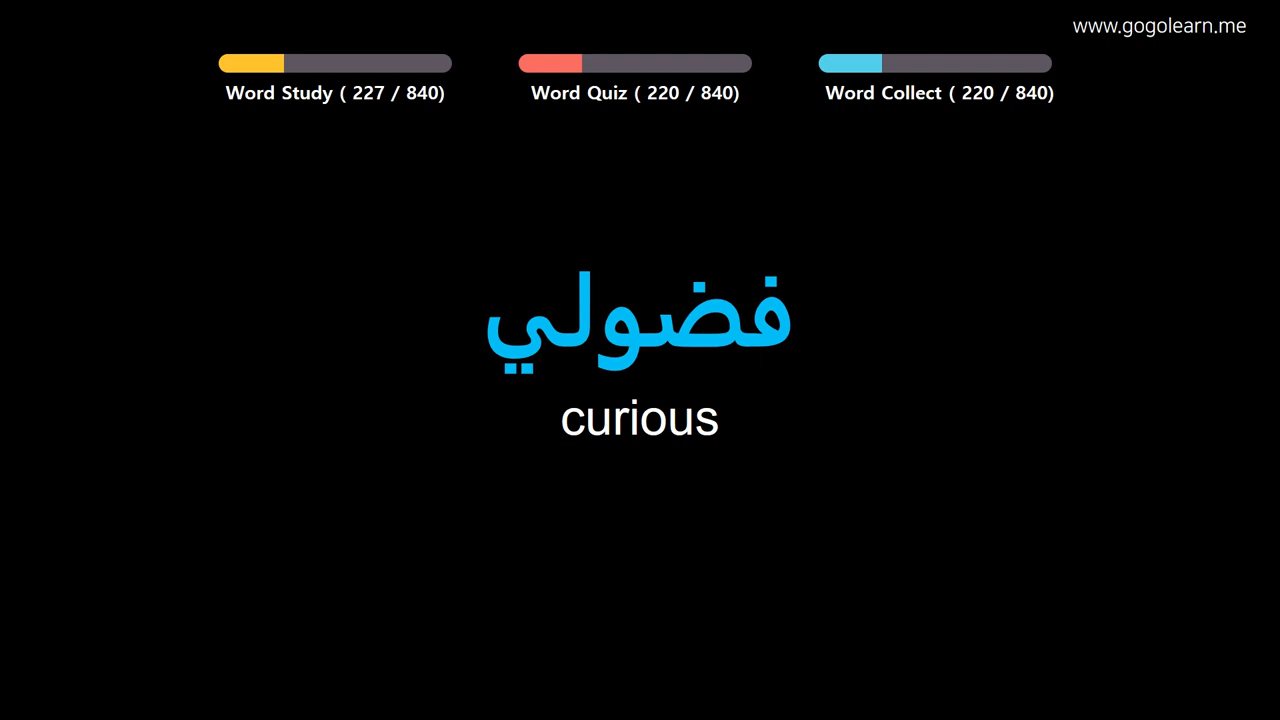 www.gogolearn.me
Word Study ( 227 / 840)
Word Quiz ( 220 / 840)
Word Collect ( 220 / 840)
فضولي
curious